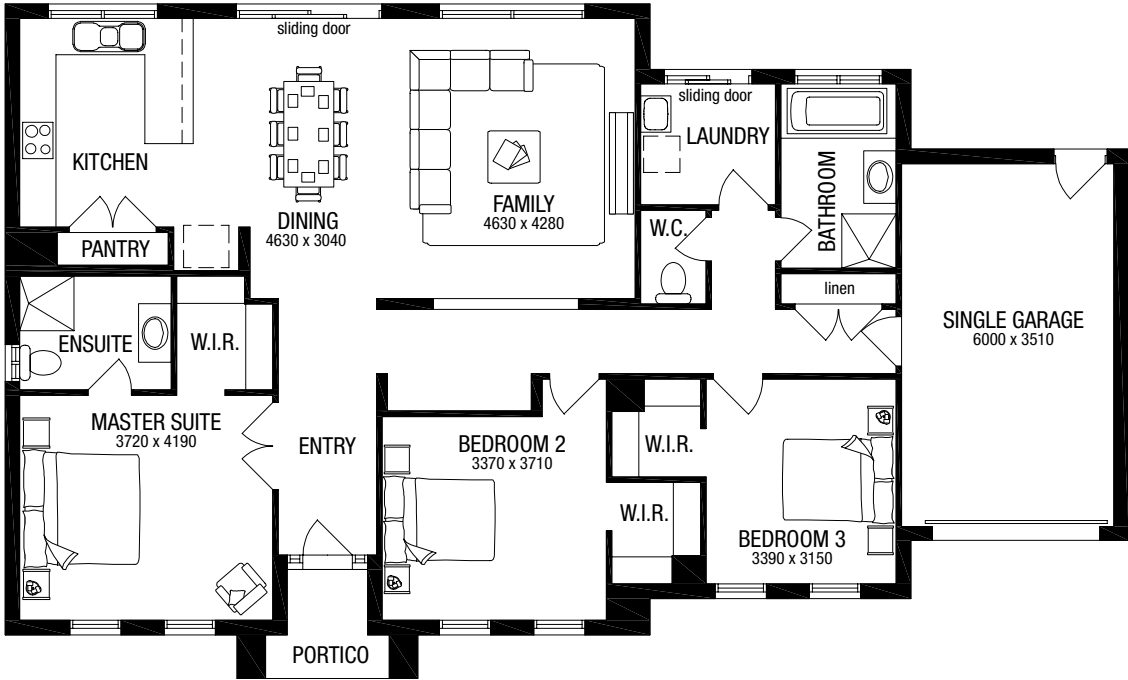 sliding door
KITCHEN
DINING
4630 x 3040
FAMILY
4630 x 4280
sliding door
LAUNDRY
BATHROOM
W.C.
PANTRY
linen
SINGLE GARAGE
6000 x 3510
ENSUITE
W.I.R.
MASTER SUITE
3720 x 4190
ENTRY
BEDROOM 2
3370 x 3710
W.I.R.
W.I.R.
BEDROOM 3
3390 x 3150
PORTICO